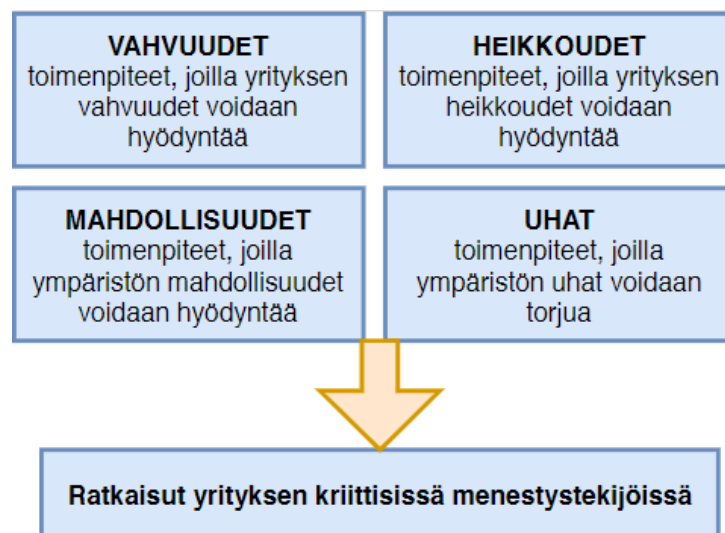 VAHVUUDET
toimenpiteet, joilla yrityksen
vahvuudet voidaan
hyödyntää
HEIKKOUDET
toimenpiteet, joilla yrityksen
heikkoudet voidaan
hyödyntää
MAHDOLLISUUDET
toimenpiteet, joilla
ympäristön mahdollisuudet
voidaan hyödyntää
UHAT
toimenpiteet, joilla
ympäristön uhat voidaan
torjua
Ratkaisut yrityksen kriittisissä menestystekijöissä